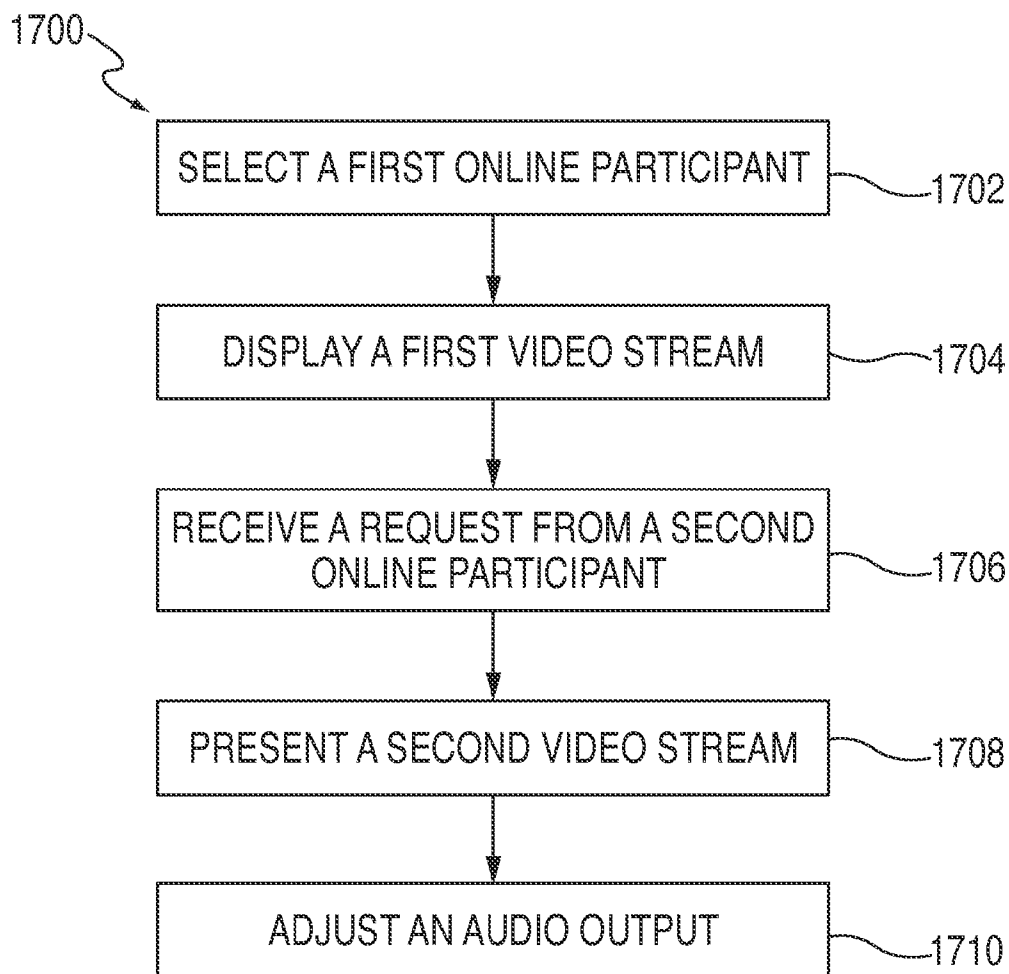 1700
SELECT A FIRST ONLINE PARTICIPANT
1702
DISPLAY A FIRST VIDEO STREAM
1704
RECEIVE A REQUEST FROM A SECOND
ONLINE PARTICIPANT
1706
PRESENT A SECOND VIDEO STREAM
1708
ADJUST AN AUDIO OUTPUT
1710